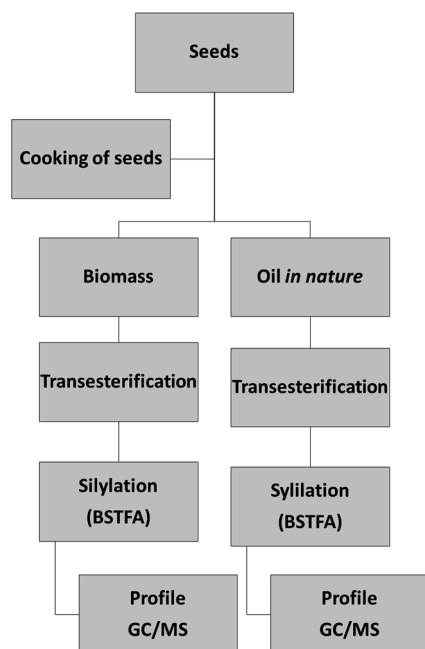 Seeds
Cooking of seeds
Biomass
Oil in nature
Transesterification
Transesterification
Silylation
(BSTFA)
Sylilation
(BSTFA)
Profile
GC/MS
Profile
GC/MS